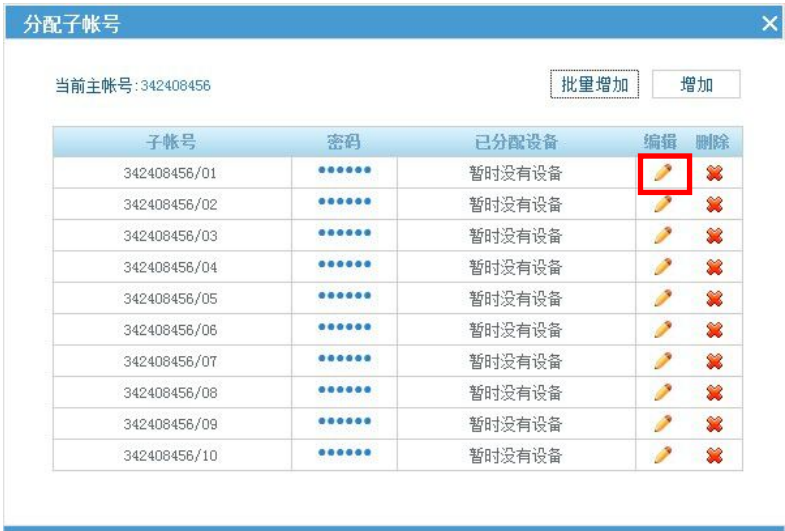 分配子帐号
当前主帐号:342408456 批里增加 增加
子帐号 密码 已分配设备 编辑 删除
342408456/01 ●●●●●● 暂时没有设备
342408456/02 ●●●●●● 暂时没有设备
342408456/03 ●●●●●● 暂时没有设备
342408456/04 ●●●●●● 暂时没有设备
342408456/05 ●●●●●● 暂时没有设备
342408456/06 ●●●●●● 暂时没有设备
342408456/07 ●●●●●● 暂时没有设备
342408456/08 ●●●●●● 暂时没有设备
342408456/09 ●●●●●● 暂时没有设备
342408456/10 ●●●●●● 暂时没有设备